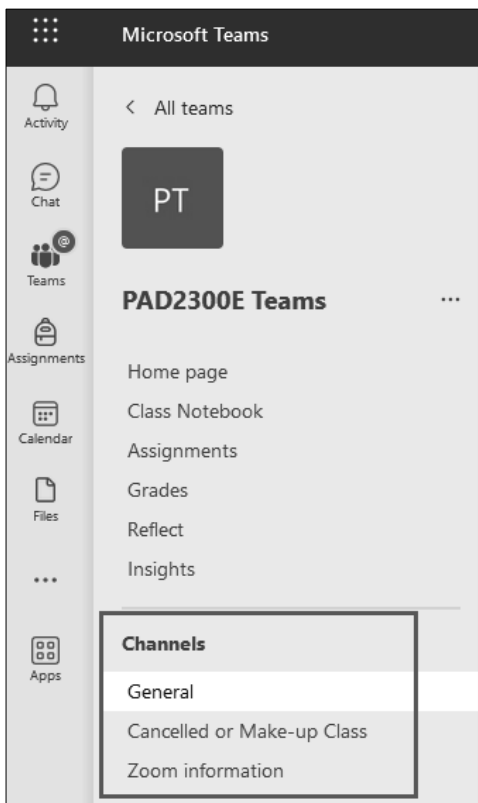 Microsoft Teams
Activity
Chat
@
Teams
Assignments
Calendar
Files
Apps
All teams
PT
PAD2300E Teams
Home page
Class Notebook
Assignments
Grades
Reflect
Insights
Channels
General
Cancelled or Make-up Class
Zoom information